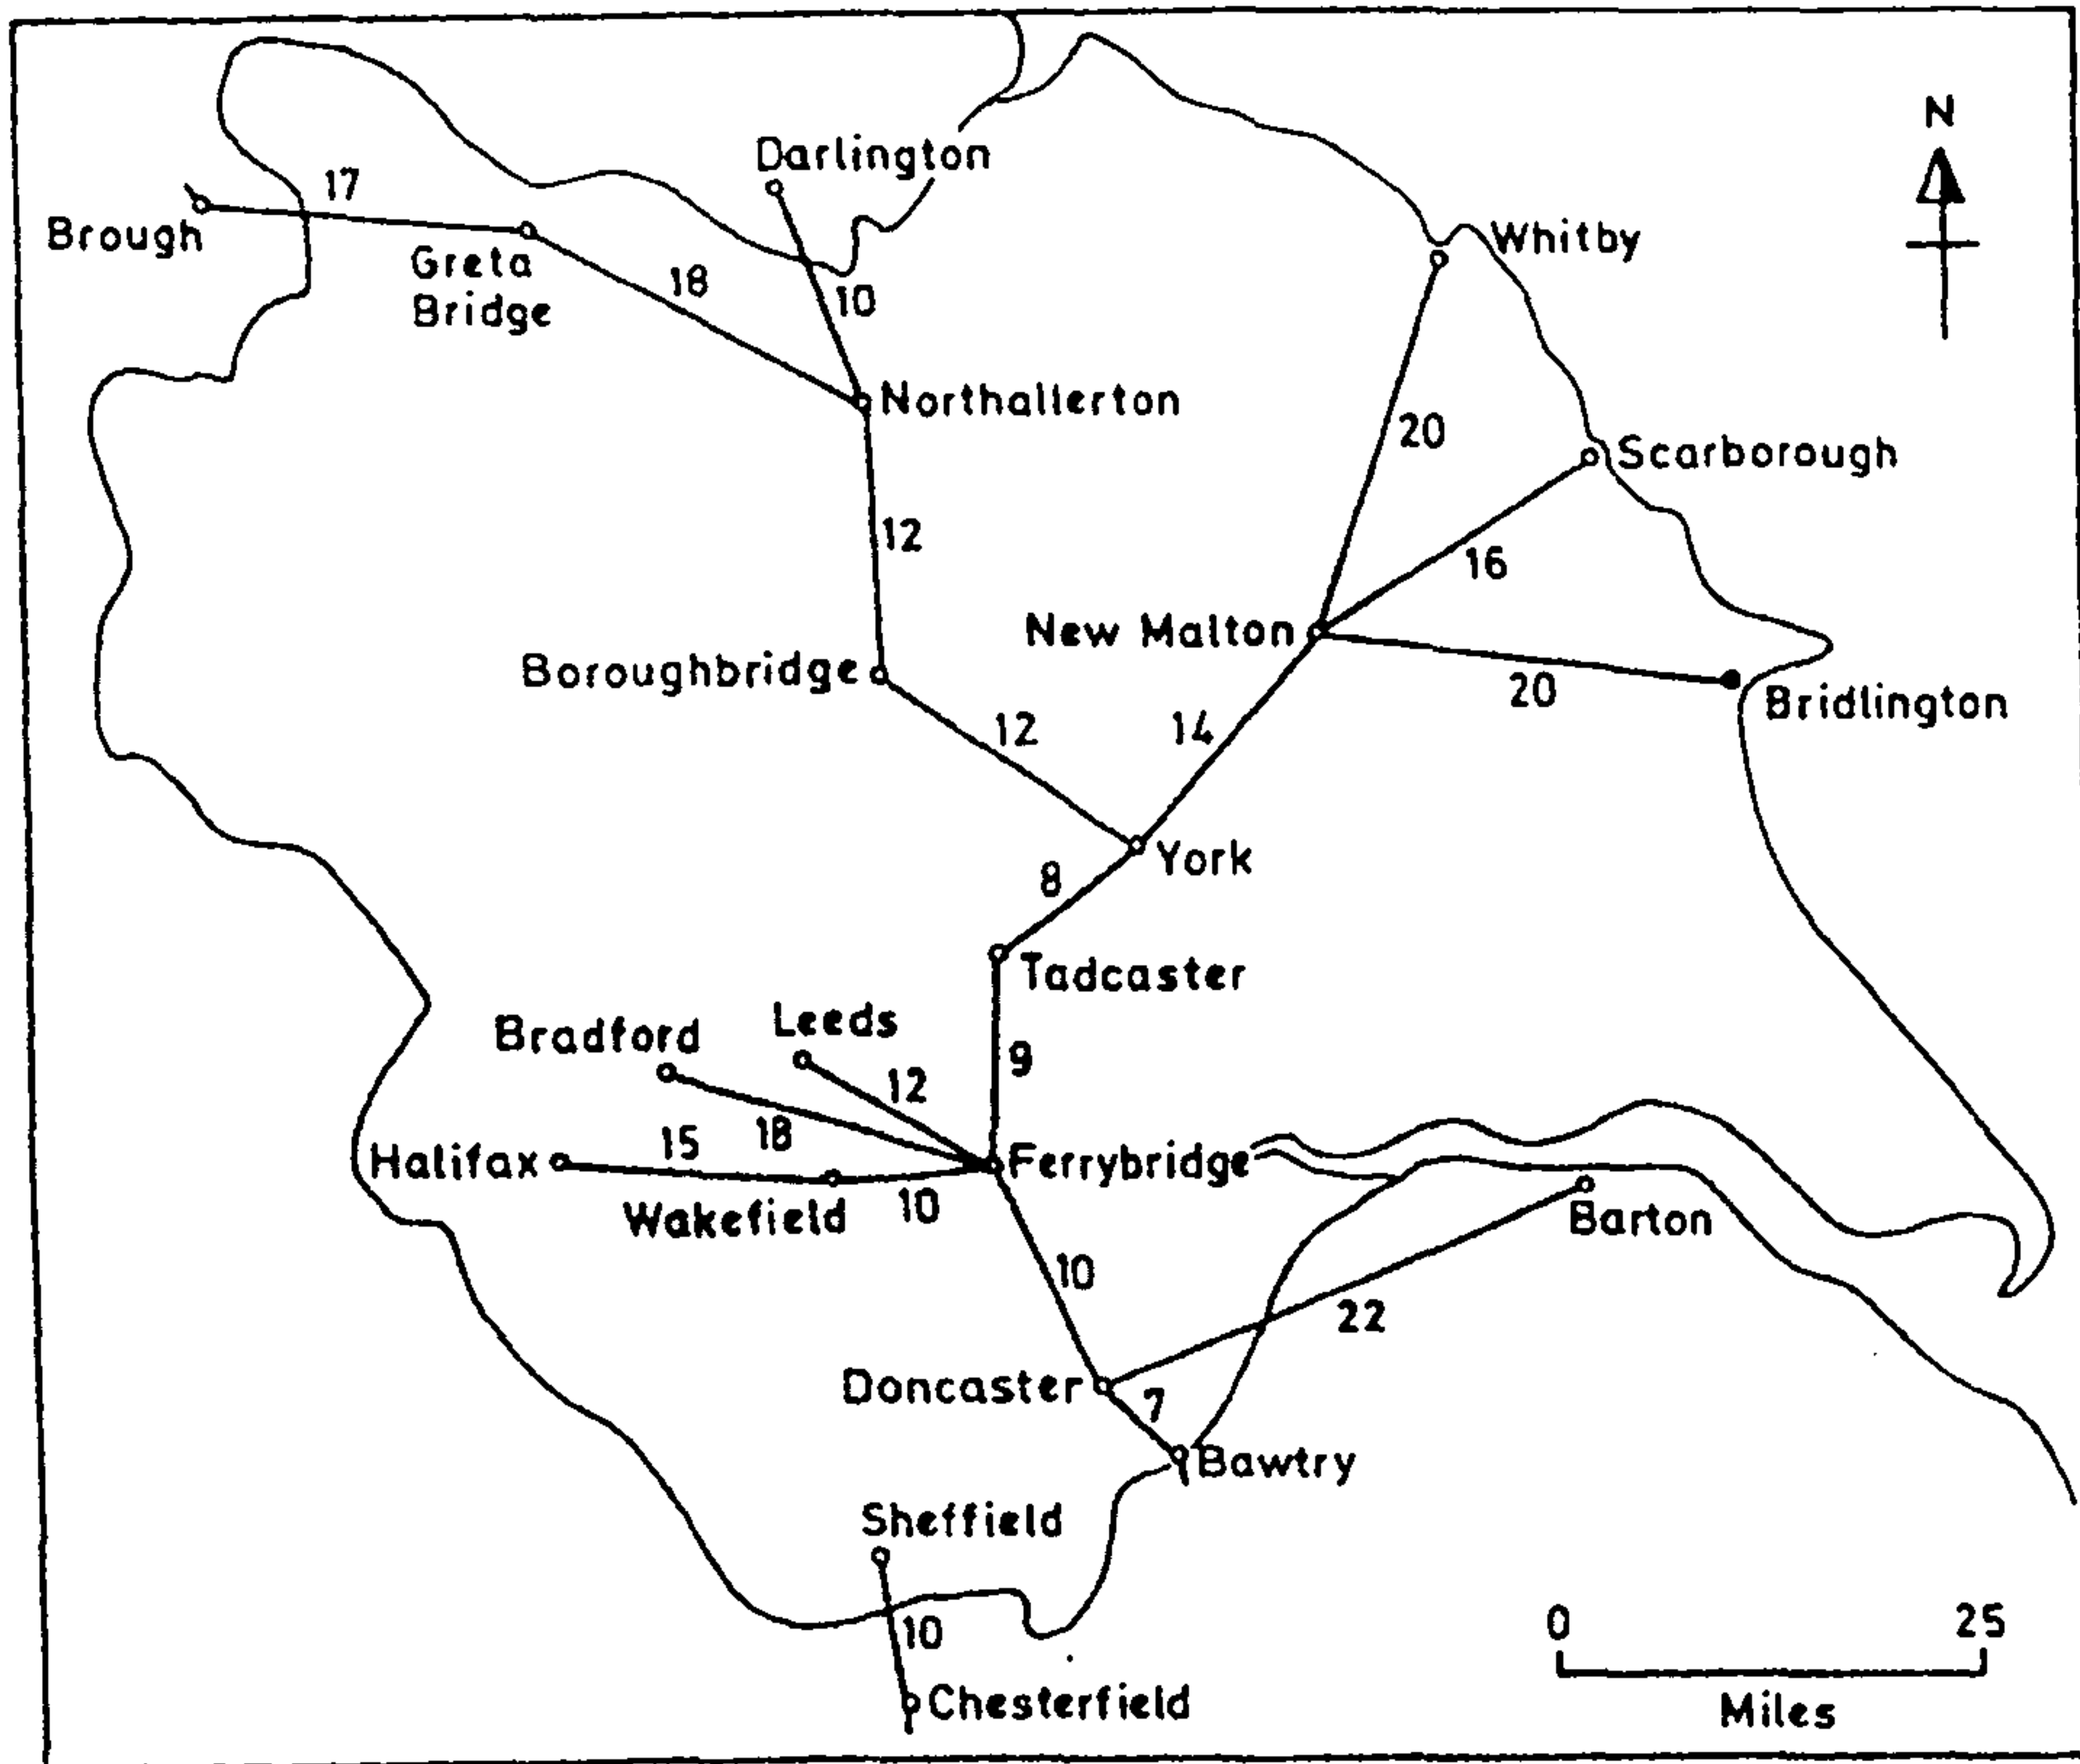 N
Darlington
17
Brough
Greta
Bridge
18
10
Whitby
Northallerton
20
Scarborough
12
16
New Malton
Boroughbridge
20
Bridlington
12
14
York
8
Tadcaster
Leeds
Bradford
9
12
18
15
Halifax
Ferrybridge
Wakefield
10
Barton
10
22
Doncaster
7
Bawtry
Sheffield
10
0
25
Chesterfield
Miles